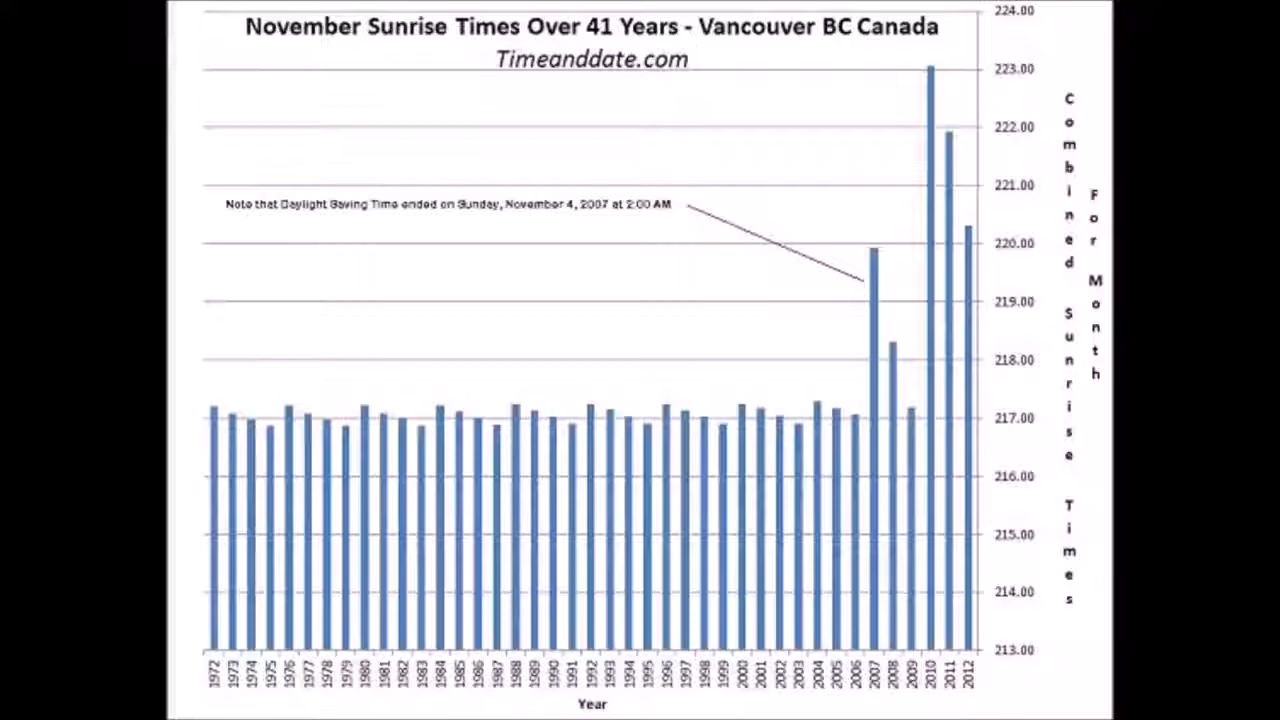 November Sunrise Times Over 41 Years - Vancouver BC Canada
Timeanddate.com
224.00
223.00
222.00
221.00
220.00
219.00
218.00
217.00
216.00
215.00
214.00
213.00
Note that Daylight Saving Time ended on Sunday, November 4, 2007 at 2:00 AM
Combined Sunrise Times
For Month
1972 1973 1974 1975 1976 1977 1978 1979 1980 1981 1982 1983 1984 1985 1986 1987 1988 1989 1990 1991 1992 1993 1994 1995 1996 1997 1998 1999 2000 2001 2002 2003 2004 2005 2006 2007 2008 2009 2010 2011 2012
Year